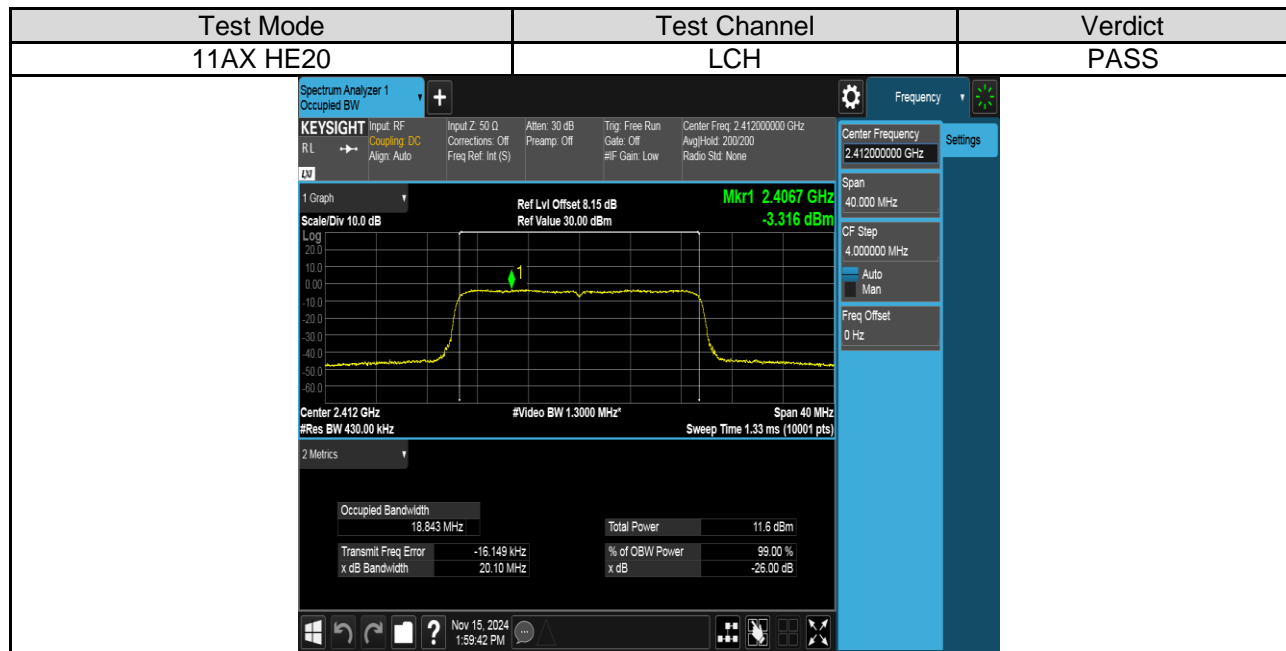 Test Mode Test Channel Verdict
11AX HE20 LCH PASS
Spectrum Analyzer 1
Occupied BW
+
Frequency
KEYSIGHT Input: RF Input Z: 50 Ω Atten: 30 dB Trig: Free Run Center Freq: 2.412000000 GHz
RL Coupling: DC Corrections: Off Preamp: Off Gate: Off Avg|Hold: 200/200
Align: Auto Freq Ref: Int (S) #IF Gain: Low Radio Std: None
LXI
Center Frequency
2.412000000 GHz
Settings
Span
40.000 MHz
CF Step
4.000000 MHz
Auto
Man
Freq Offset
0 Hz
1 Graph
Ref Lvl Offset 8.15 dB
Mkr1 2.4067 GHz
Scale/Div 10.0 dB Ref Value 30.00 dBm -3.316 dBm
Log
20.0
10.0
1
0.00
-10.0
-20.0
-30.0
-40.0
-50.0
-60.0
Center 2.412 GHz #Video BW 1.3000 MHz* Span 40 MHz
#Res BW 430.00 kHz Sweep Time 1.33 ms (10001 pts)
2 Metrics
Occupied Bandwidth
18.843 MHz Total Power 11.6 dBm
Transmit Freq Error -16.149 kHz % of OBW Power 99.00 %
x dB Bandwidth 20.10 MHz x dB -26.00 dB
? Nov 15, 2024
1:59:42 PM